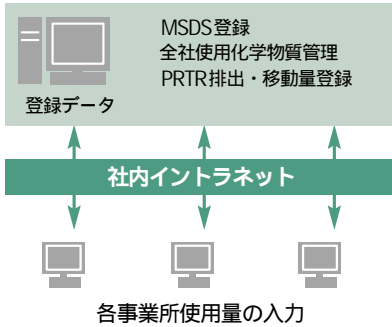 MSDS登録
全社使用化学物質管理
PRTR排出・移動量登録
登録データ
社内イントラネット
各事業所使用量の入力